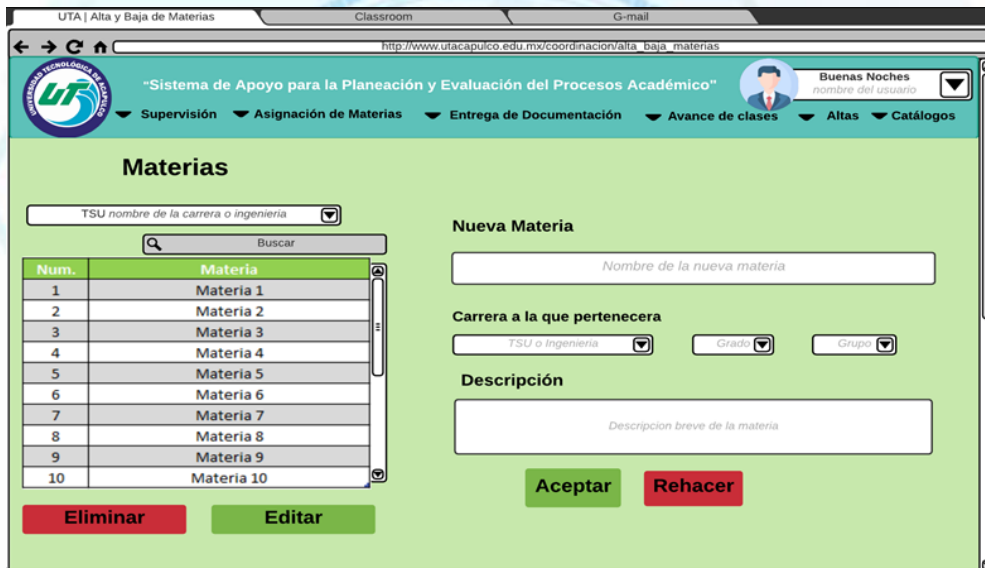 UTA | Alta y Baja de Materias
Classroom
G-mail
http://www.utacapulco.edu.mx/coordinacion/alta_baja_materias
UNIVERSIDAD TECNOLÓGICA DE ACAPULCO
UT
"Sistema de Apoyo para la Planeación y Evaluación del Procesos Académico"
Buenas Noches
nombre del usuario
Supervisión
Asignación de Materias
Entrega de Documentación
Avance de clases
Altas
Catálogos
Materias
TSU nombre de la carrera o ingenieria
Buscar
Num. Materia
1 Materia 1
2 Materia 2
3 Materia 3
4 Materia 4
5 Materia 5
6 Materia 6
7 Materia 7
8 Materia 8
9 Materia 9
10 Materia 10
Eliminar
Editar
Nueva Materia
Nombre de la nueva materia
Carrera a la que pertenecera
TSU o Ingenieria
Grado
Grupo
Descripción
Descripcion breve de la materia
Aceptar
Rehacer